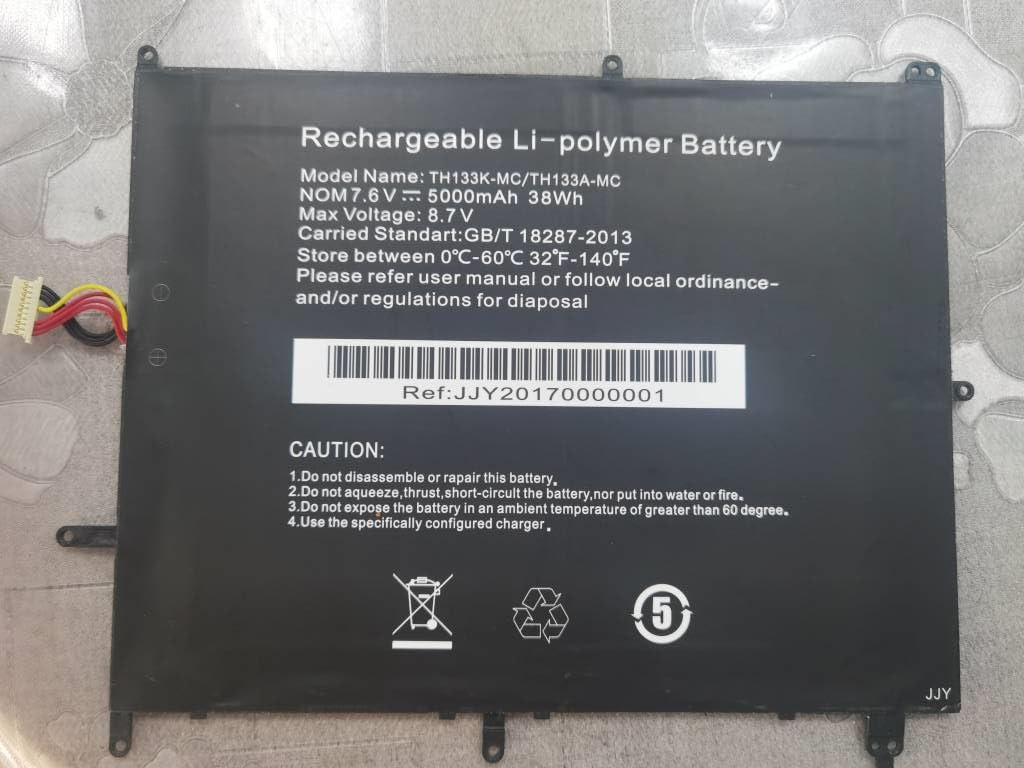 Rechargeable Li-polymer Battery
Model Name: TH133K-MC/TH133A-MC
NOM 7.6V⎓ 5000mAh 38Wh
Max Voltage: 8.7V
Carried Standart:GB/T 18287-2013
Store between 0℃-60℃ 32℉-140℉
Please refer user manual or follow local ordinance-
and/or regulations for diaposal
Ref:JJY20170000001
CAUTION:
1.Do not disassemble or rapair this battery.
2.Do not aqueeze,thrust,short-circult the battery,nor put into water or fire.
3.Do not expose the battery in an ambient temperature of greater than 60 degree.
4.Use the specifically configured charger.
5
JJY